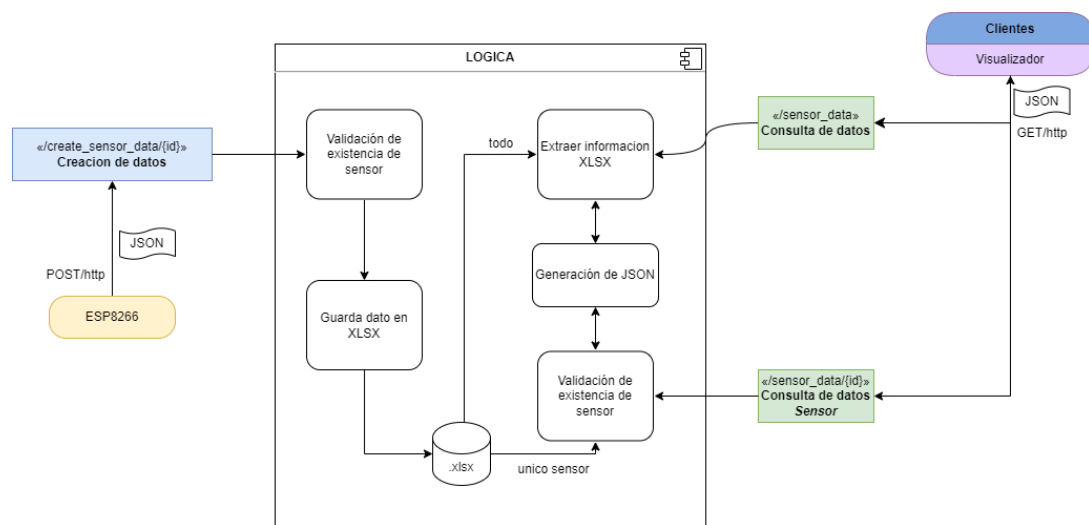 LOGICA
Clientes
Visualizador
JSON
GET/http
«/sensor_data»
Consulta de datos
«/create_sensor_data/{id}»
Creacion de datos
Validación de
existencia de
sensor
todo
Extraer informacion
XLSX
JSON
POST/http
ESP8266
Generación de JSON
Guarda dato en
XLSX
Validación de
existencia de
sensor
«/sensor_data/{id}»
Consulta de datos
Sensor
.xlsx
unico sensor